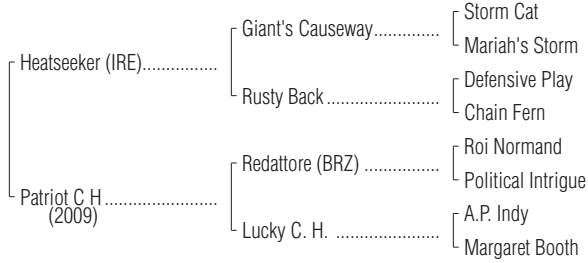 Storm Cat
Giant's Causeway..............
Mariah's Storm
Heatseeker (IRE)................
Defensive Play
Rusty Back ........................
Chain Fern
Roi Normand
Redattore (BRZ) ................
Political Intrigue
Patriot C H ........................
(2009)
A.P. Indy
Lucky C. H. ......................
Margaret Booth